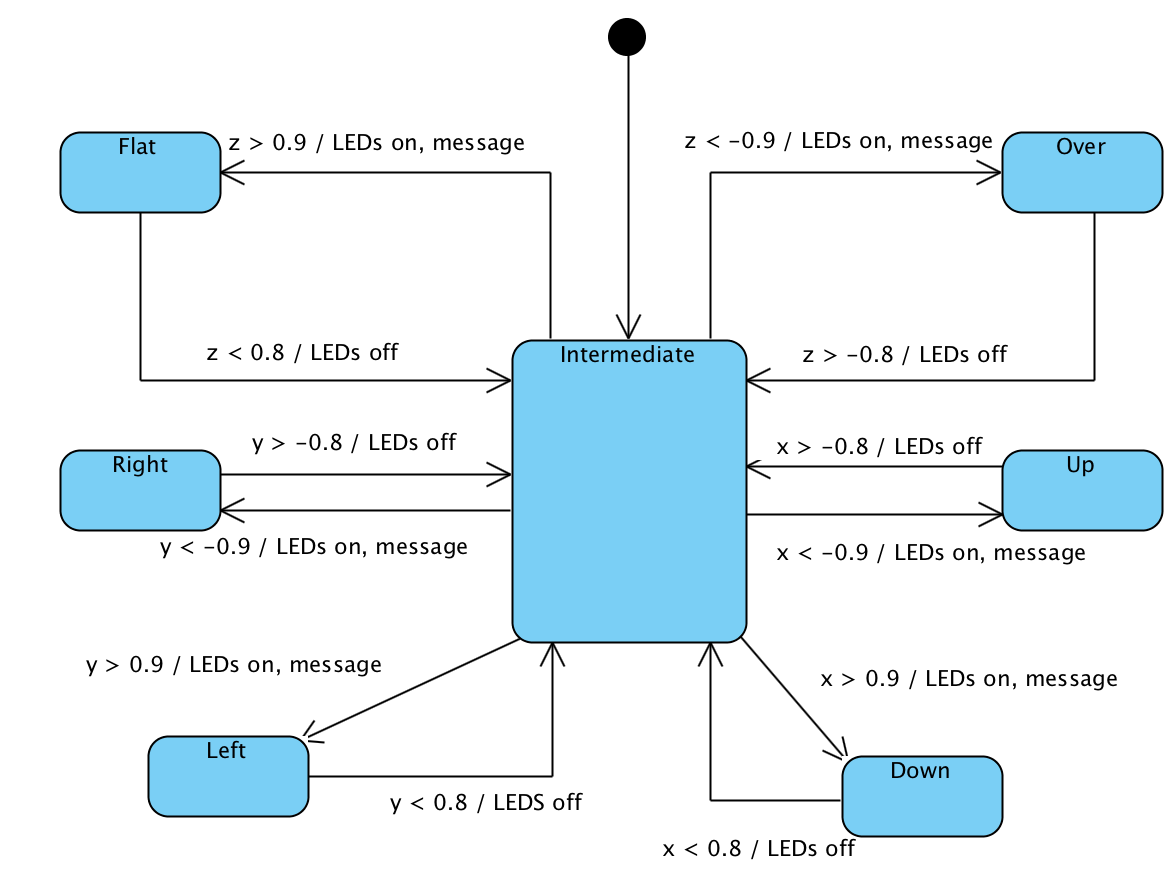 Flat
z > 0.9 / LEDs on, message
z < -0.9 / LEDs on, message
Over
z < 0.8 / LEDs off
Intermediate
z > -0.8 / LEDs off
Right
y > -0.8 / LEDs off
x > -0.8 / LEDs off
Up
y < -0.9 / LEDs on, message
x < -0.9 / LEDs on, message
y > 0.9 / LEDs on, message
x > 0.9 / LEDs on, message
Left
y < 0.8 / LEDS off
Down
x < 0.8 / LEDs off